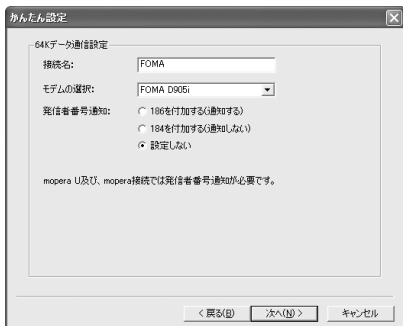 かんたん設定
64Kデータ通信設定
接続名: FOMA
モデムの選択: FOMA D905i
発信者番号通知: 186を付加する(通知する)
184を付加する(通知しない)
設定しない
mopera U及び、mopera接続では発信者番号通知が必要です。
< 戻る(B) 次へ(N) > キャンセル